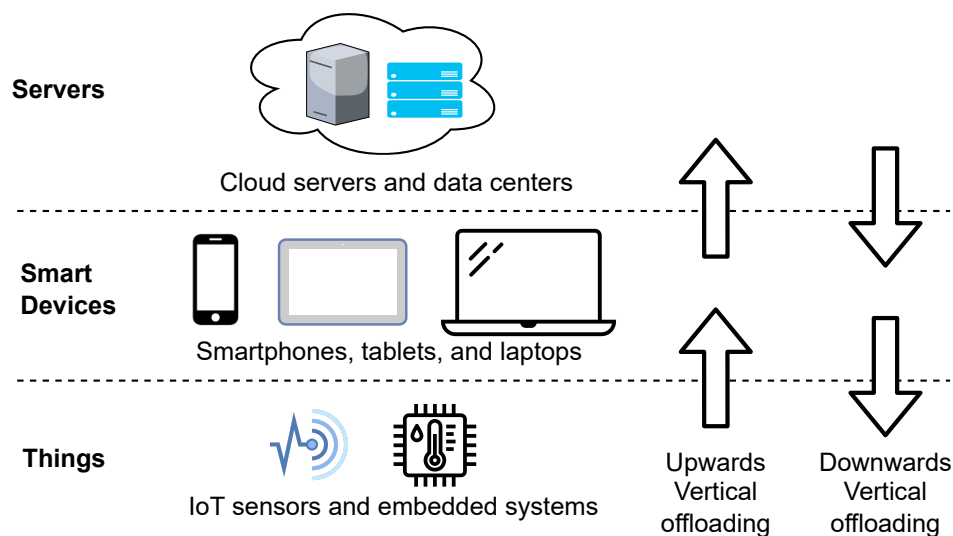 Servers
Cloud servers and data centers
Smart
Devices
Smartphones, tablets, and laptops
Things
IoT sensors and embedded systems
Upwards
Vertical
offloading
Downwards
Vertical
offloading